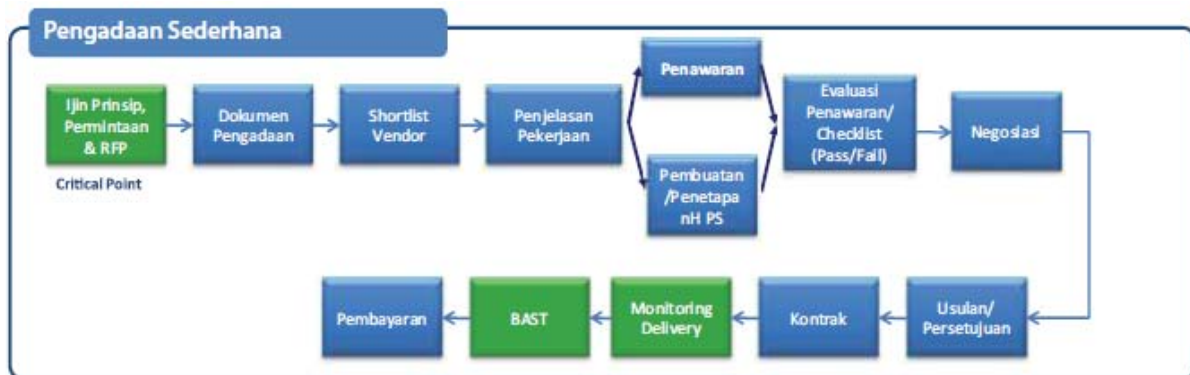 Pengadaan Sederhana
Ijin Prinsip,
Permintaan
& RFP
Critical Point
Dokumen
Pengadaan
Shortlist
Vendor
Penjelasan
Pekerjaan
Penawaran
Pembuatan
/Penetapa
nH PS
Evaluasi
Penawaran/
Checklist
(Pass/Fail)
Negosiasi
Usulan/
Persetujuan
Kontrak
Monitoring
Delivery
BAST
Pembayaran